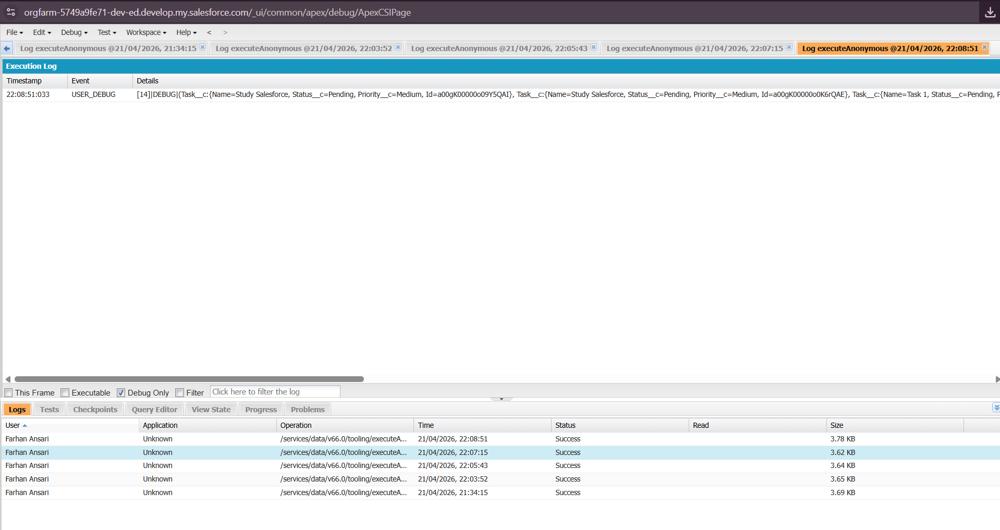 orgfarm-5749a9fe71-dev-ed.develop.my.salesforce.com/_ui/common/apex/debug/ApexCSIPage
File Edit Debug Test Workspace Help < >
Log executeAnonymous @21/04/2026, 21:34:15 Log executeAnonymous @21/04/2026, 22:03:52 Log executeAnonymous @21/04/2026, 22:05:43 Log executeAnonymous @21/04/2026, 22:07:15 Log executeAnonymous @21/04/2026, 22:08:51
Execution Log
Timestamp Event Details
22:08:51:033 USER_DEBUG [14]|DEBUG|(Task__c:{Name=Study Salesforce, Status__c=Pending, Priority__c=Medium, Id=a00gK00000o09Y5QAI}, Task__c:{Name=Study Salesforce, Status__c=Pending, Priority__c=Medium, Id=a00gK00000o0K6rQAE}, Task__c:{Name=Task 1, Status__c=Pending, P
This Frame Executable Debug Only Filter Click here to filter the log
Logs Tests Checkpoints Query Editor View State Progress Problems
User Application Operation Time Status Read Size
Farhan Ansari Unknown /services/data/v66.0/tooling/executeA... 21/04/2026, 22:08:51 Success 3.78 KB
Farhan Ansari Unknown /services/data/v66.0/tooling/executeA... 21/04/2026, 22:07:15 Success 3.62 KB
Farhan Ansari Unknown /services/data/v66.0/tooling/executeA... 21/04/2026, 22:05:43 Success 3.64 KB
Farhan Ansari Unknown /services/data/v66.0/tooling/executeA... 21/04/2026, 22:03:52 Success 3.65 KB
Farhan Ansari Unknown /services/data/v66.0/tooling/executeA... 21/04/2026, 21:34:15 Success 3.69 KB